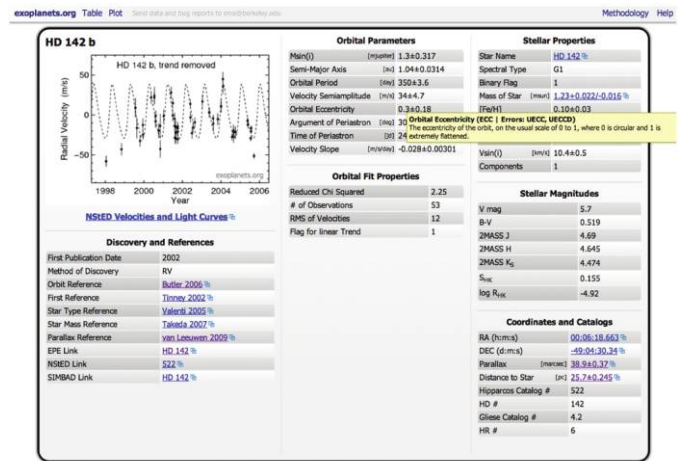 exoplanets.org Table Plot Send data and bug reports to Methodology Help
HD 142 b
HD 142 b, trend removed
Radial Velocity (m/s)
50
0
−50
1998 2000 2002 2004 2006
Year
exoplanets.org
NStED Velocities and Light Curves
Discovery and References
First Publication Date 2002
Method of Discovery RV
Orbit Reference Butler 2006
First Reference Tinney 2002
Star Type Reference Valenti 2005
Star Mass Reference Takeda 2007
Parallax Reference van Leeuwen 2009
EPE Link HD 142
NStED Link 522
SIMBAD Link HD 142
Orbital Parameters
Msin(i) [mjupiter] 1.3±0.317
Semi-Major Axis [au] 1.04±0.0314
Orbital Period [day] 350±3.6
Velocity Semiamplitude [m/s] 34±4.7
Orbital Eccentricity 0.3±0.18
Argument of Periastron [deg] 30
Time of Periastron [jd] 24
Velocity Slope [m/s/day] -0.028±0.00301
Orbital Eccentricity (ECC | Errors: UECC, UECCD)
The eccentricity of the orbit, on the usual scale of 0 to 1, where 0 is circular and 1 is
extremely flattened.
Orbital Fit Properties
Reduced Chi Squared 2.25
# of Observations 53
RMS of Velocities 12
Flag for linear Trend 1
Stellar Properties
Star Name HD 142
Spectral Type G1
Binary Flag 1
Mass of Star [msun] 1.23+0.022/-0.016
[Fe/H] 0.10±0.03
Vsin(i) [km/s] 10.4±0.5
Components 1
Stellar Magnitudes
V mag 5.7
B-V 0.519
2MASS J 4.69
2MASS H 4.645
2MASS KS 4.474
SHK 0.155
log RHK -4.92
Coordinates and Catalogs
RA (h:m:s) 00:06:18.663
DEC (d:m:s) -49:04:30.34
Parallax [marcsec] 38.9±0.37
Distance to Star [pc] 25.7±0.245
Hipparcos Catalog # 522
HD # 142
Gliese Catalog # 4.2
HR # 6